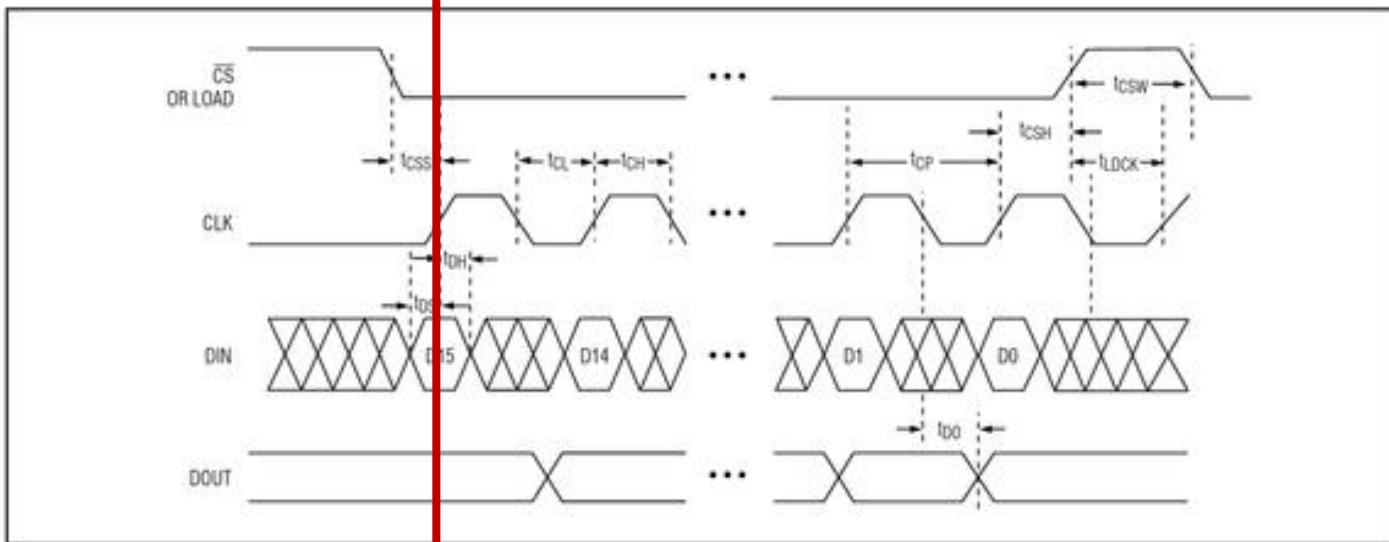 CS
OR LOAD
tCSW
tCSH
tCSS
tCL
tCH
tCP
tLDCK
CLK
tDH
tDS
DIN
D15
D14
D1
D0
tDO
DOUT